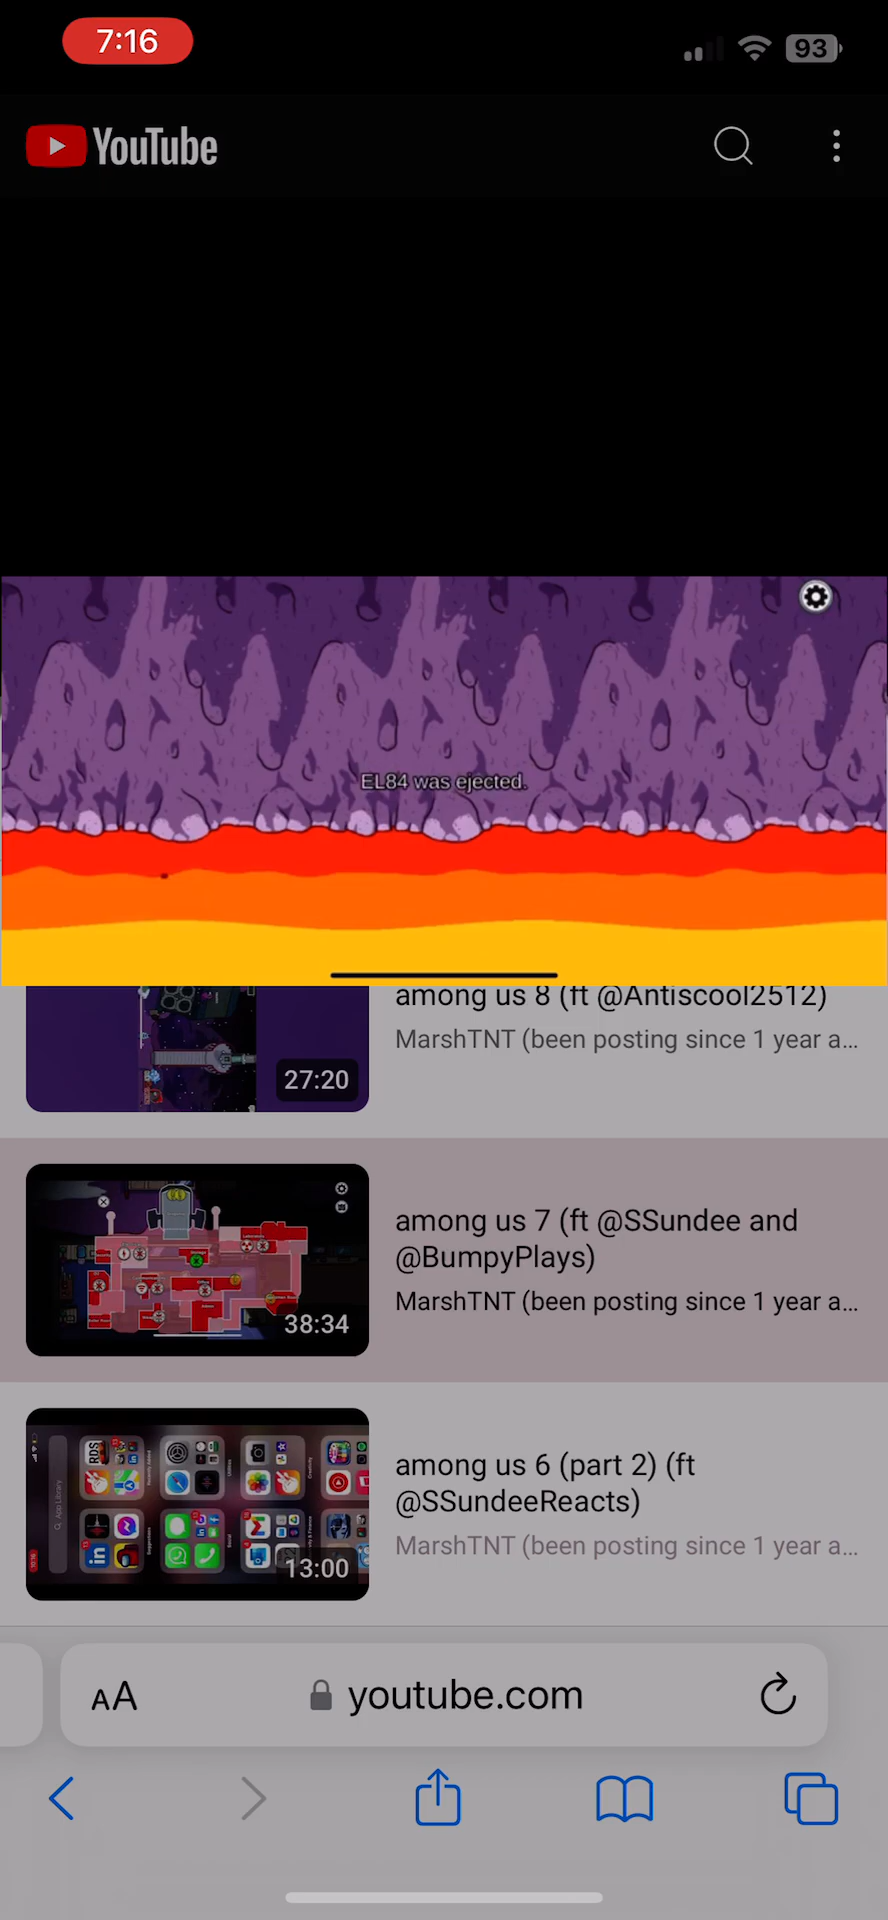 7:16
93
YouTube
EL84 was ejected.
among us 8 (ft @Antiscool2512)
MarshTNT (been posting since 1 year a...
27:20
among us 7 (ft @SSundee and
@BumpyPlays)
MarshTNT (been posting since 1 year a...
38:34
among us 6 (part 2) (ft
@SSundeeReacts)
MarshTNT (been posting since 1 year a...
App Library
13:00
AA
youtube.com